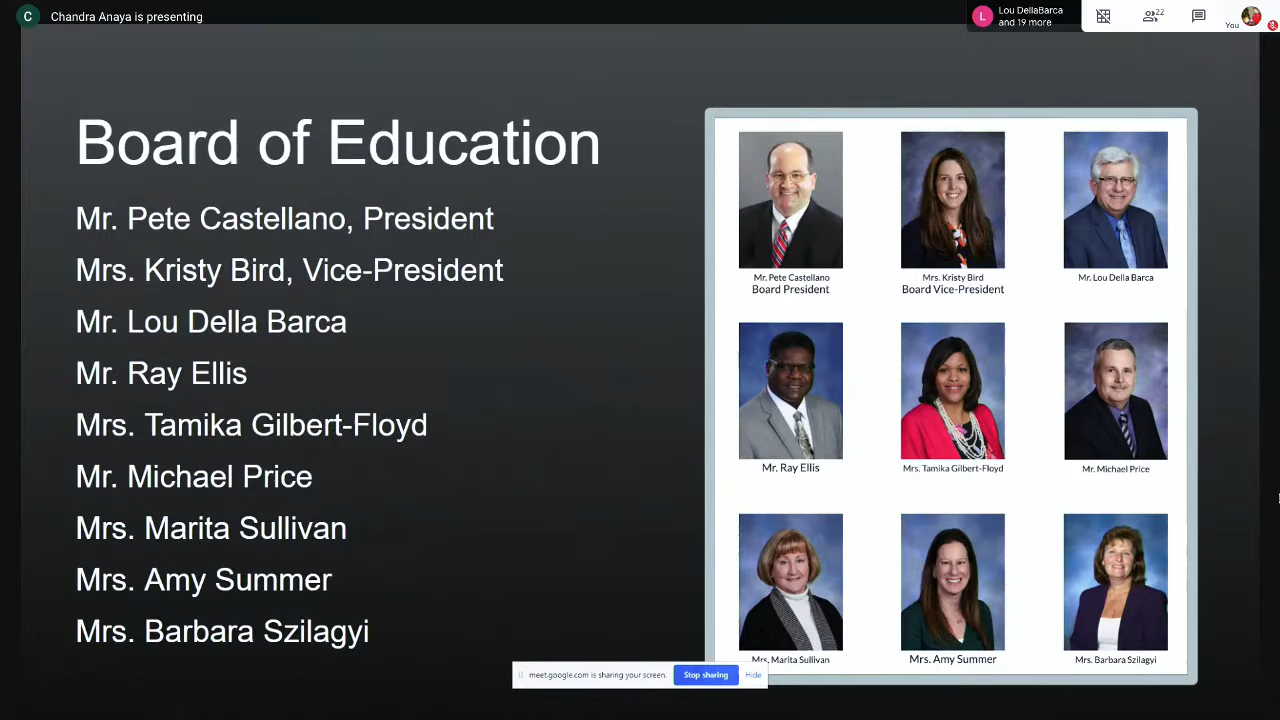 C Chandra Anaya is presenting
L Lou DellaBarca
and 19 more
22
You
Board of Education
Mr. Pete Castellano, President
Mrs. Kristy Bird, Vice-President
Mr. Lou Della Barca
Mr. Ray Ellis
Mrs. Tamika Gilbert-Floyd
Mr. Michael Price
Mrs. Marita Sullivan
Mrs. Amy Summer
Mrs. Barbara Szilagyi
Mr. Pete Castellano
Board President
Mrs. Kristy Bird
Board Vice-President
Mr. Lou Della Barca
Mr. Ray Ellis
Mrs. Tamika Gilbert-Floyd
Mr. Michael Price
Mrs. Marita Sullivan
Mrs. Amy Summer
Mrs. Barbara Szilagyi
meet.google.com is sharing your screen.
Stop sharing
Hide